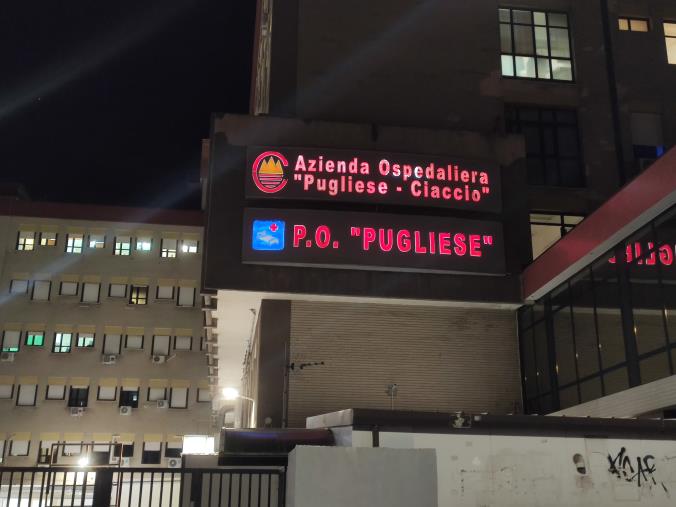 Azienda Ospedaliera
"Pugliese - Ciaccio"
P.O. "PUGLIESE"